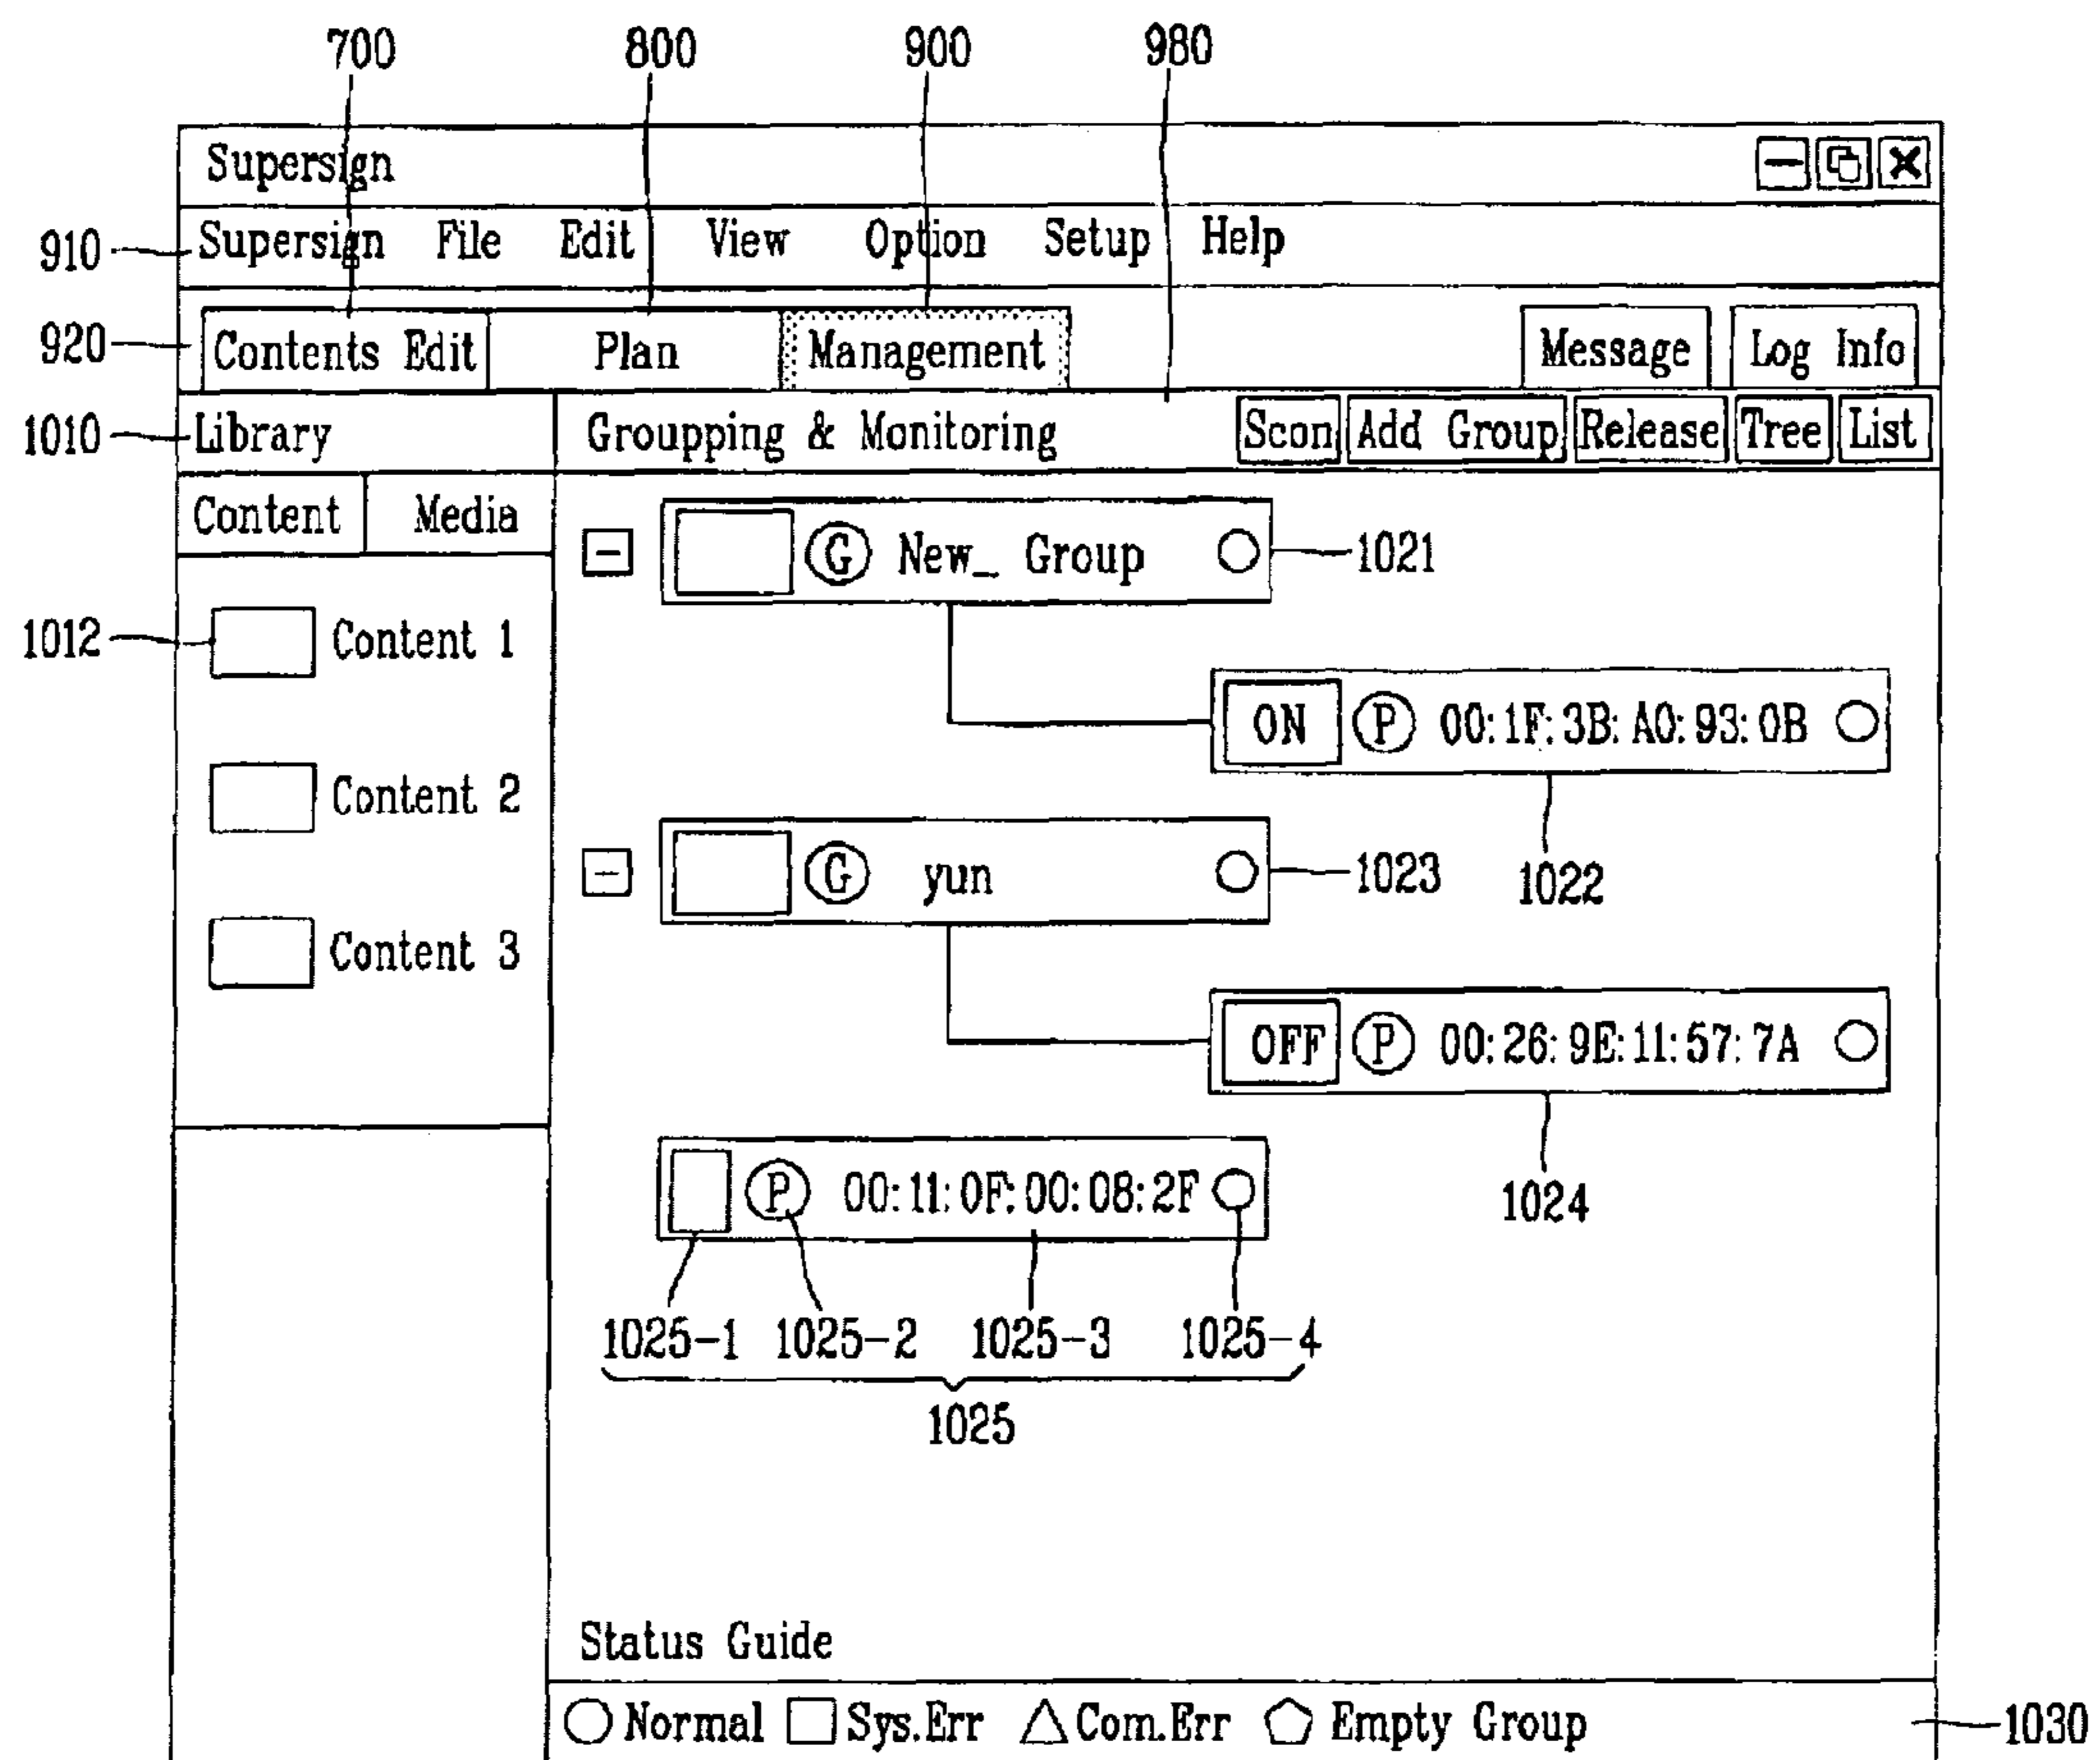 700 800 900 980
Supersign
910 Supersign File Edit View Option Setup Help
920 Contents Edit Plan Management Message Log Info
1010 Library Groupping & Monitoring Scon Add Group Release Tree List
Content Media
G New_ Group 1021
1012 Content 1
ON P 00:1F:3B:A0:93:0B
Content 2
1022
G yun 1023
Content 3
OFF P 00:26:9E:11:57:7A
1024
P 00:11:0F:00:08:2F
1025-1 1025-2 1025-3 1025-4
1025
Status Guide
Normal Sys.Err Com.Err Empty Group 1030